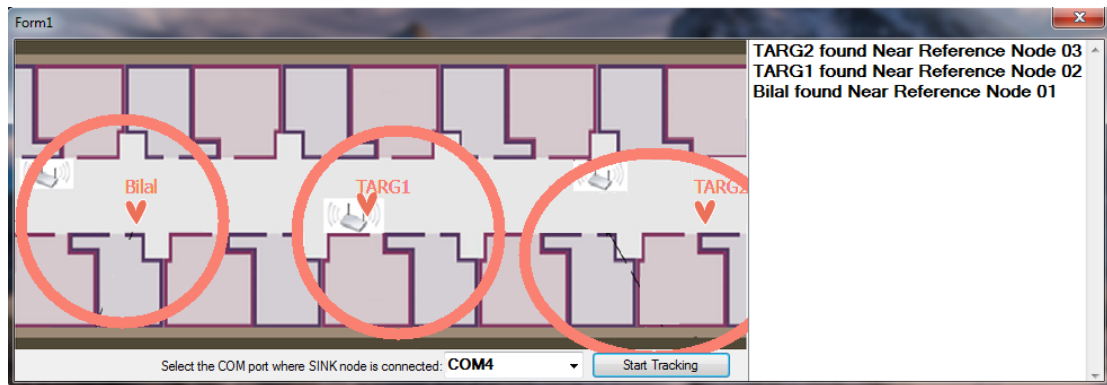 Form1
TARG2 found Near Reference Node 03
TARG1 found Near Reference Node 02
Bilal found Near Reference Node 01
Bilal
TARG1
TARG2
Select the COM port where SINK node is connected: COM4
Start Tracking